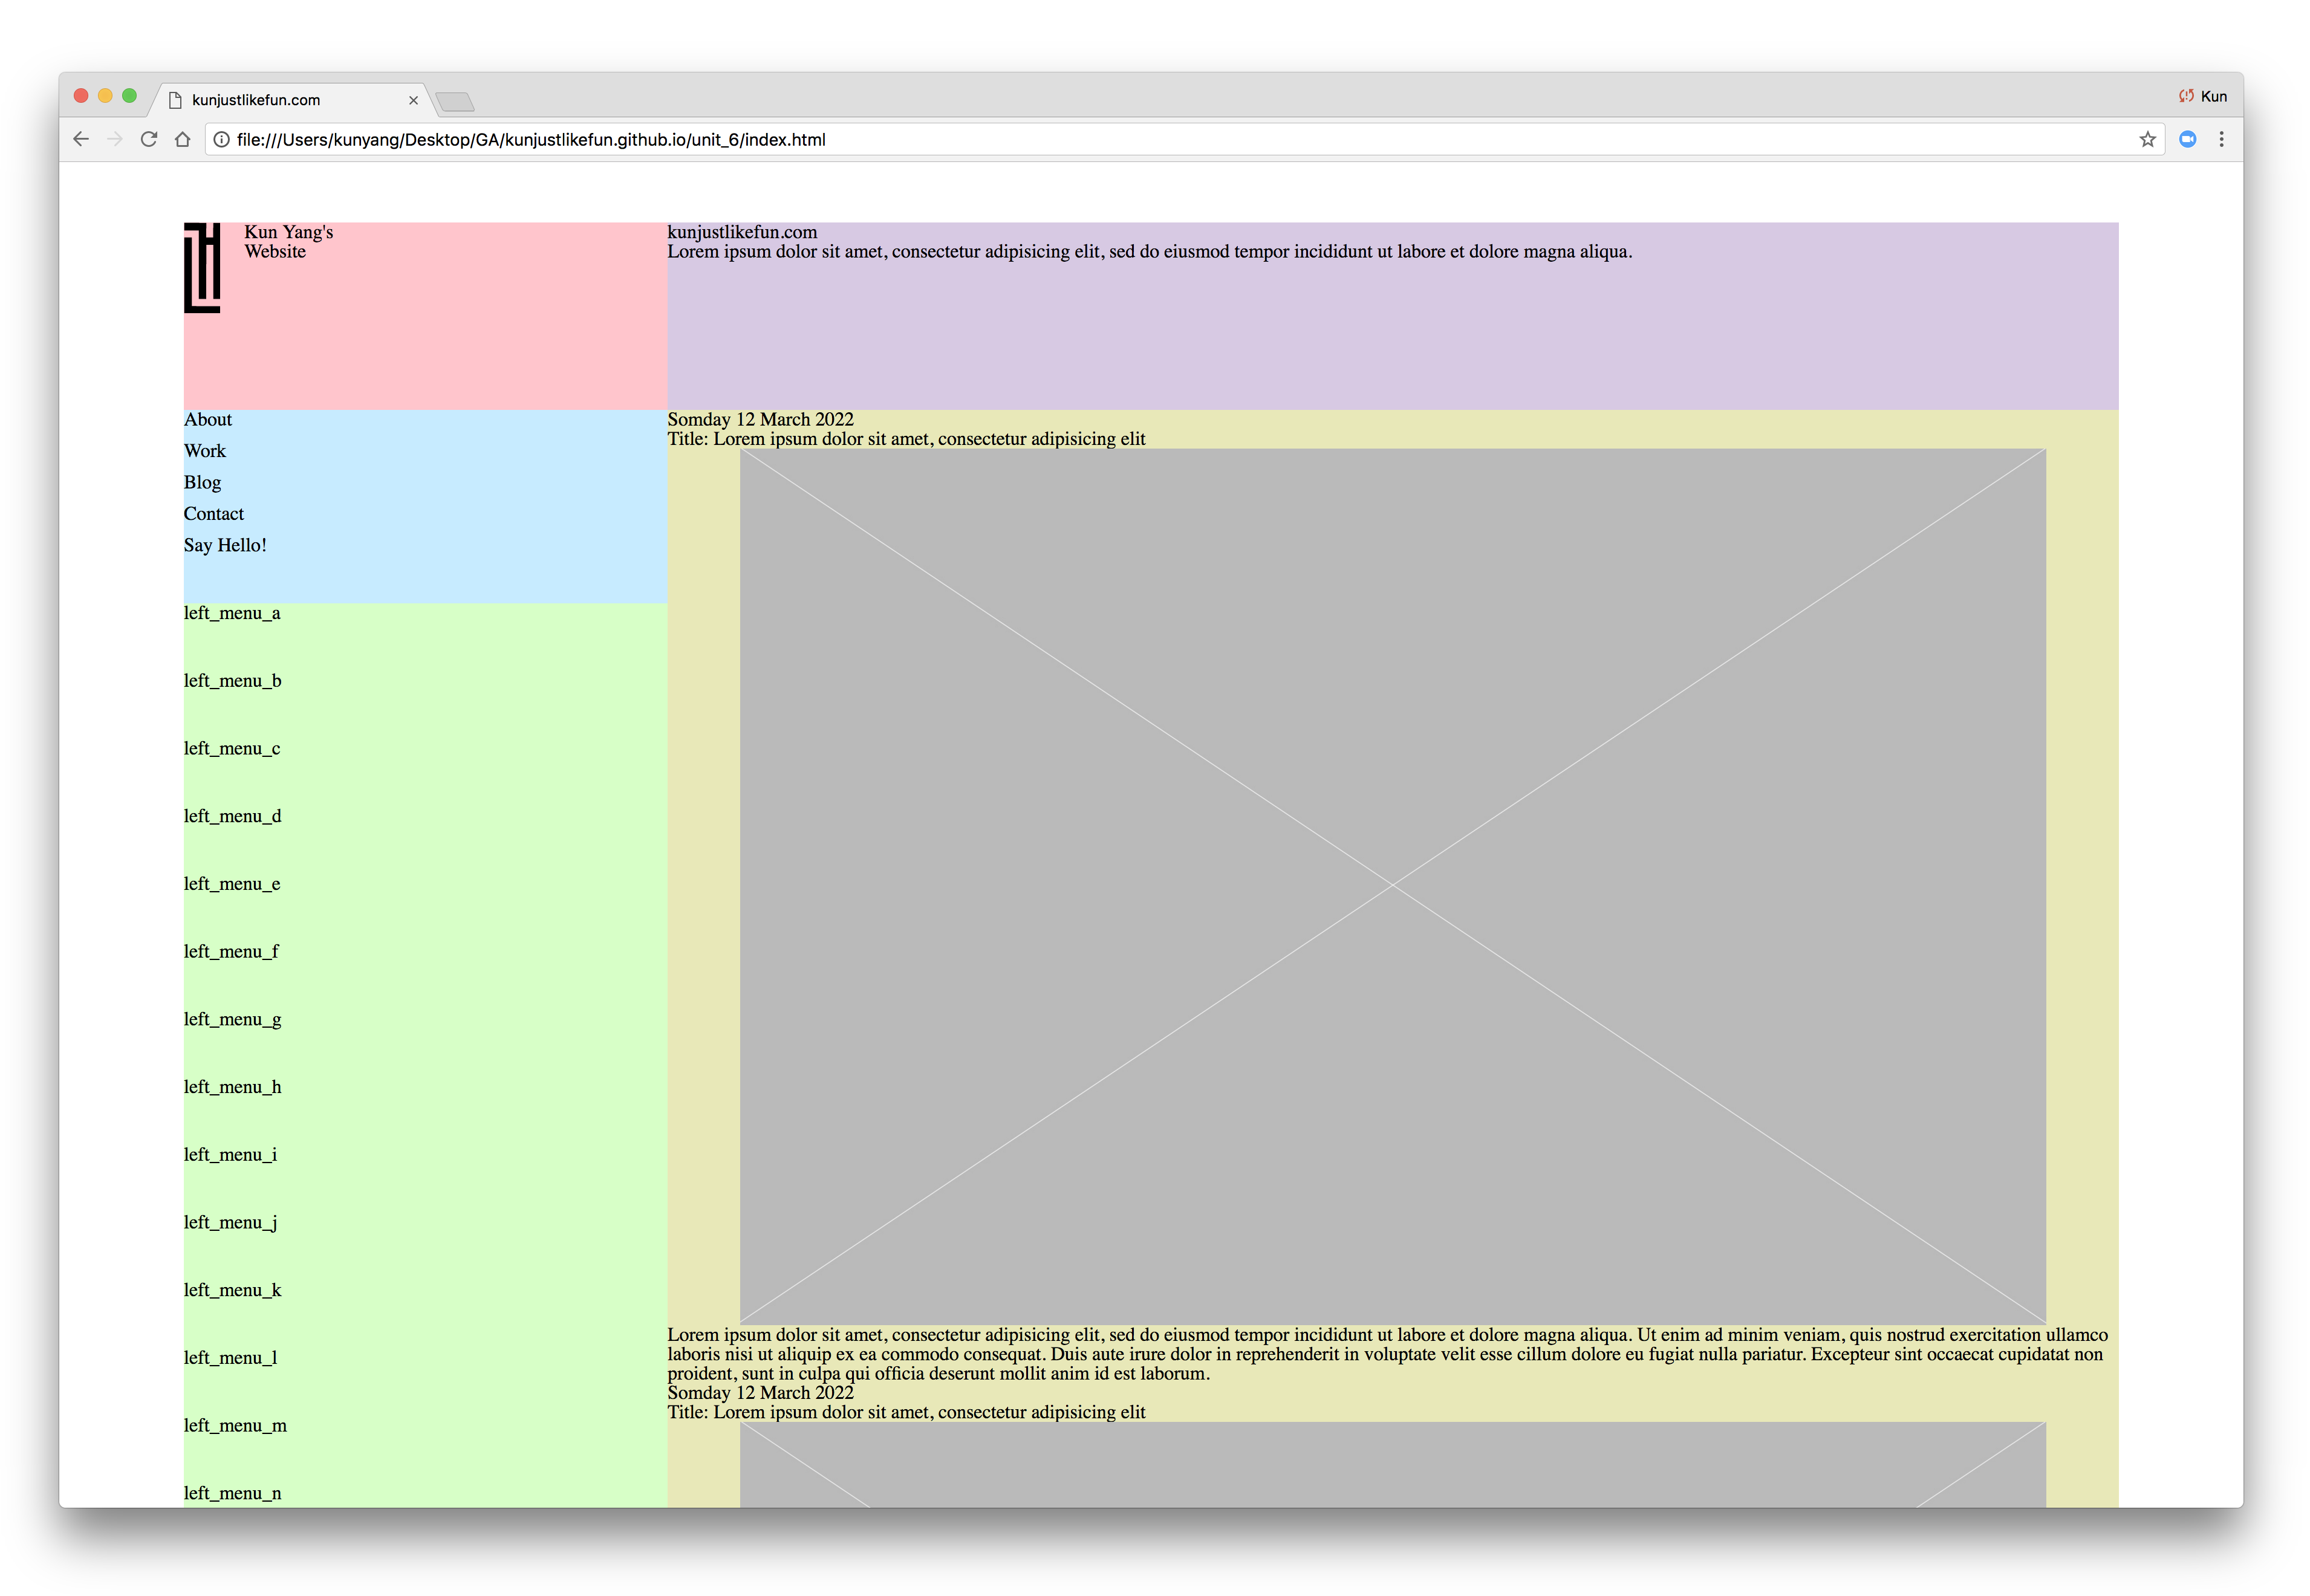 kunjustlikefun.com
Kun
file:///Users/kunyang/Desktop/GA/kunjustlikefun.github.io/unit_6/index.html
Kun Yang's
Website
kunjustlikefun.com
Lorem ipsum dolor sit amet, consectetur adipisicing elit, sed do eiusmod tempor incididunt ut labore et dolore magna aliqua.
About
Work
Blog
Contact
Say Hello!
left_menu_a
left_menu_b
left_menu_c
left_menu_d
left_menu_e
left_menu_f
left_menu_g
left_menu_h
left_menu_i
left_menu_j
left_menu_k
left_menu_l
left_menu_m
left_menu_n
Somday 12 March 2022
Title: Lorem ipsum dolor sit amet, consectetur adipisicing elit
Lorem ipsum dolor sit amet, consectetur adipisicing elit, sed do eiusmod tempor incididunt ut labore et dolore magna aliqua. Ut enim ad minim veniam, quis nostrud exercitation ullamco
laboris nisi ut aliquip ex ea commodo consequat. Duis aute irure dolor in reprehenderit in voluptate velit esse cillum dolore eu fugiat nulla pariatur. Excepteur sint occaecat cupidatat non
proident, sunt in culpa qui officia deserunt mollit anim id est laborum.
Somday 12 March 2022
Title: Lorem ipsum dolor sit amet, consectetur adipisicing elit